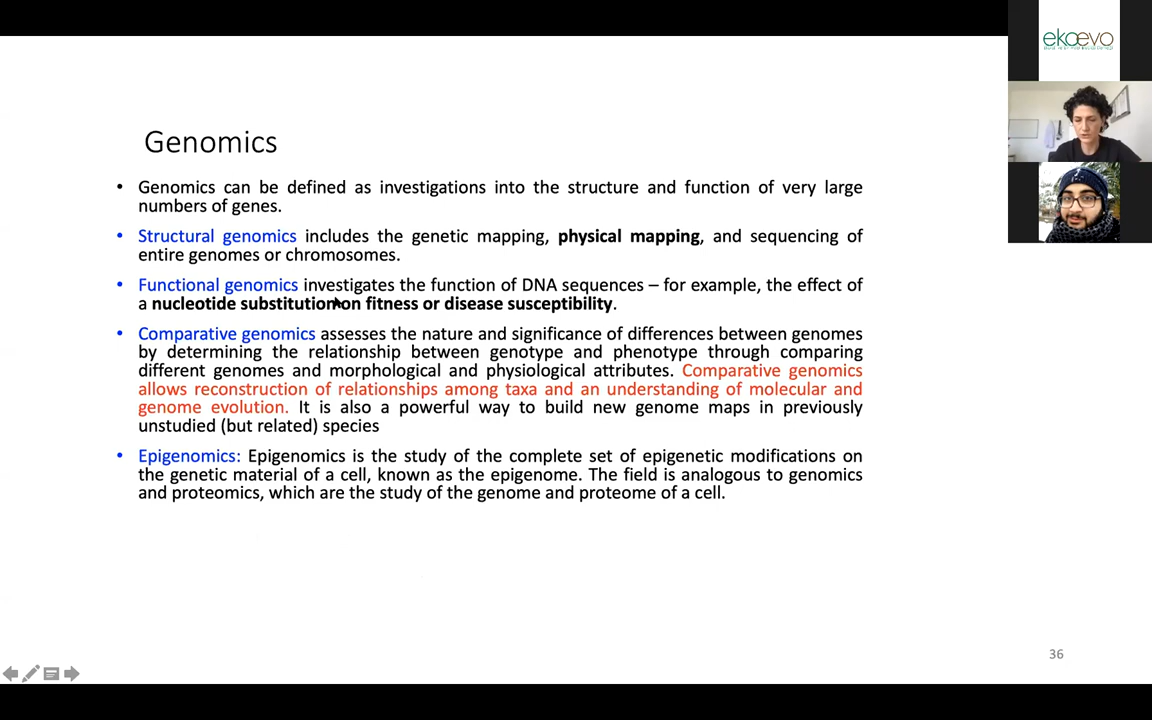 ekoevo
Genomics
• Genomics can be defined as investigations into the structure and function of very large
numbers of genes.
• Structural genomics includes the genetic mapping, physical mapping, and sequencing of
entire genomes or chromosomes.
• Functional genomics investigates the function of DNA sequences – for example, the effect of
a nucleotide substitution on fitness or disease susceptibility.
• Comparative genomics assesses the nature and significance of differences between genomes
by determining the relationship between genotype and phenotype through comparing
different genomes and morphological and physiological attributes. Comparative genomics
allows reconstruction of relationships among taxa and an understanding of molecular and
genome evolution. It is also a powerful way to build new genome maps in previously
unstudied (but related) species
• Epigenomics: Epigenomics is the study of the complete set of epigenetic modifications on
the genetic material of a cell, known as the epigenome. The field is analogous to genomics
and proteomics, which are the study of the genome and proteome of a cell.
36